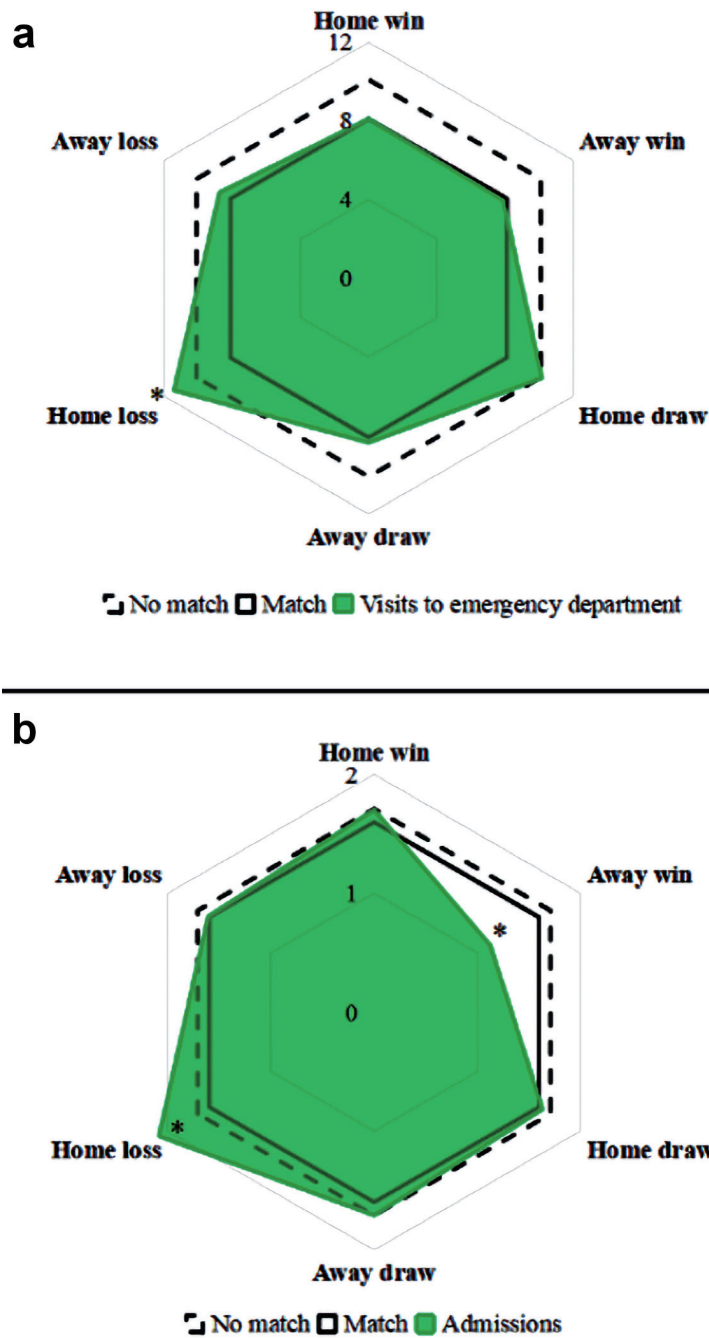 a
Home win
12
Away loss
8
Away win
4
0
*
Home loss
Home draw
Away draw
No match Match Visits to emergency department
b
Home win
2
Away loss
1
Away win
*
0
*
Home loss
Home draw
Away draw
No match Match Admissions